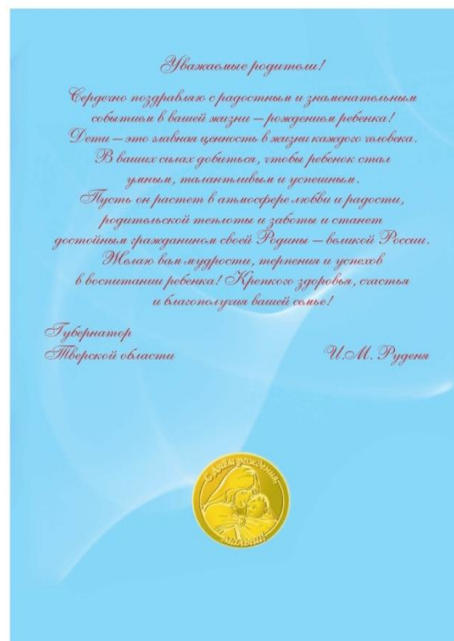 Уважаемые родители!
Сердечно поздравляю с радостным и знаменательным
событием в вашей жизни — рождением ребенка!
Дети — это главная ценность в жизни каждого человека.
В ваших силах добиться, чтобы ребенок стал
умным, талантливым и успешным.
Пусть он растет в атмосфере любви и радости,
родительской теплоты и заботы и станет
достойным гражданином своей Родины — великой России.
Желаю вам мудрости, терпения и успехов
в воспитании ребенка! Крепкого здоровья, счастья
и благополучия вашей семье!
Губернатор
Тверской области
И.М. Руденя
С Днем рождения,